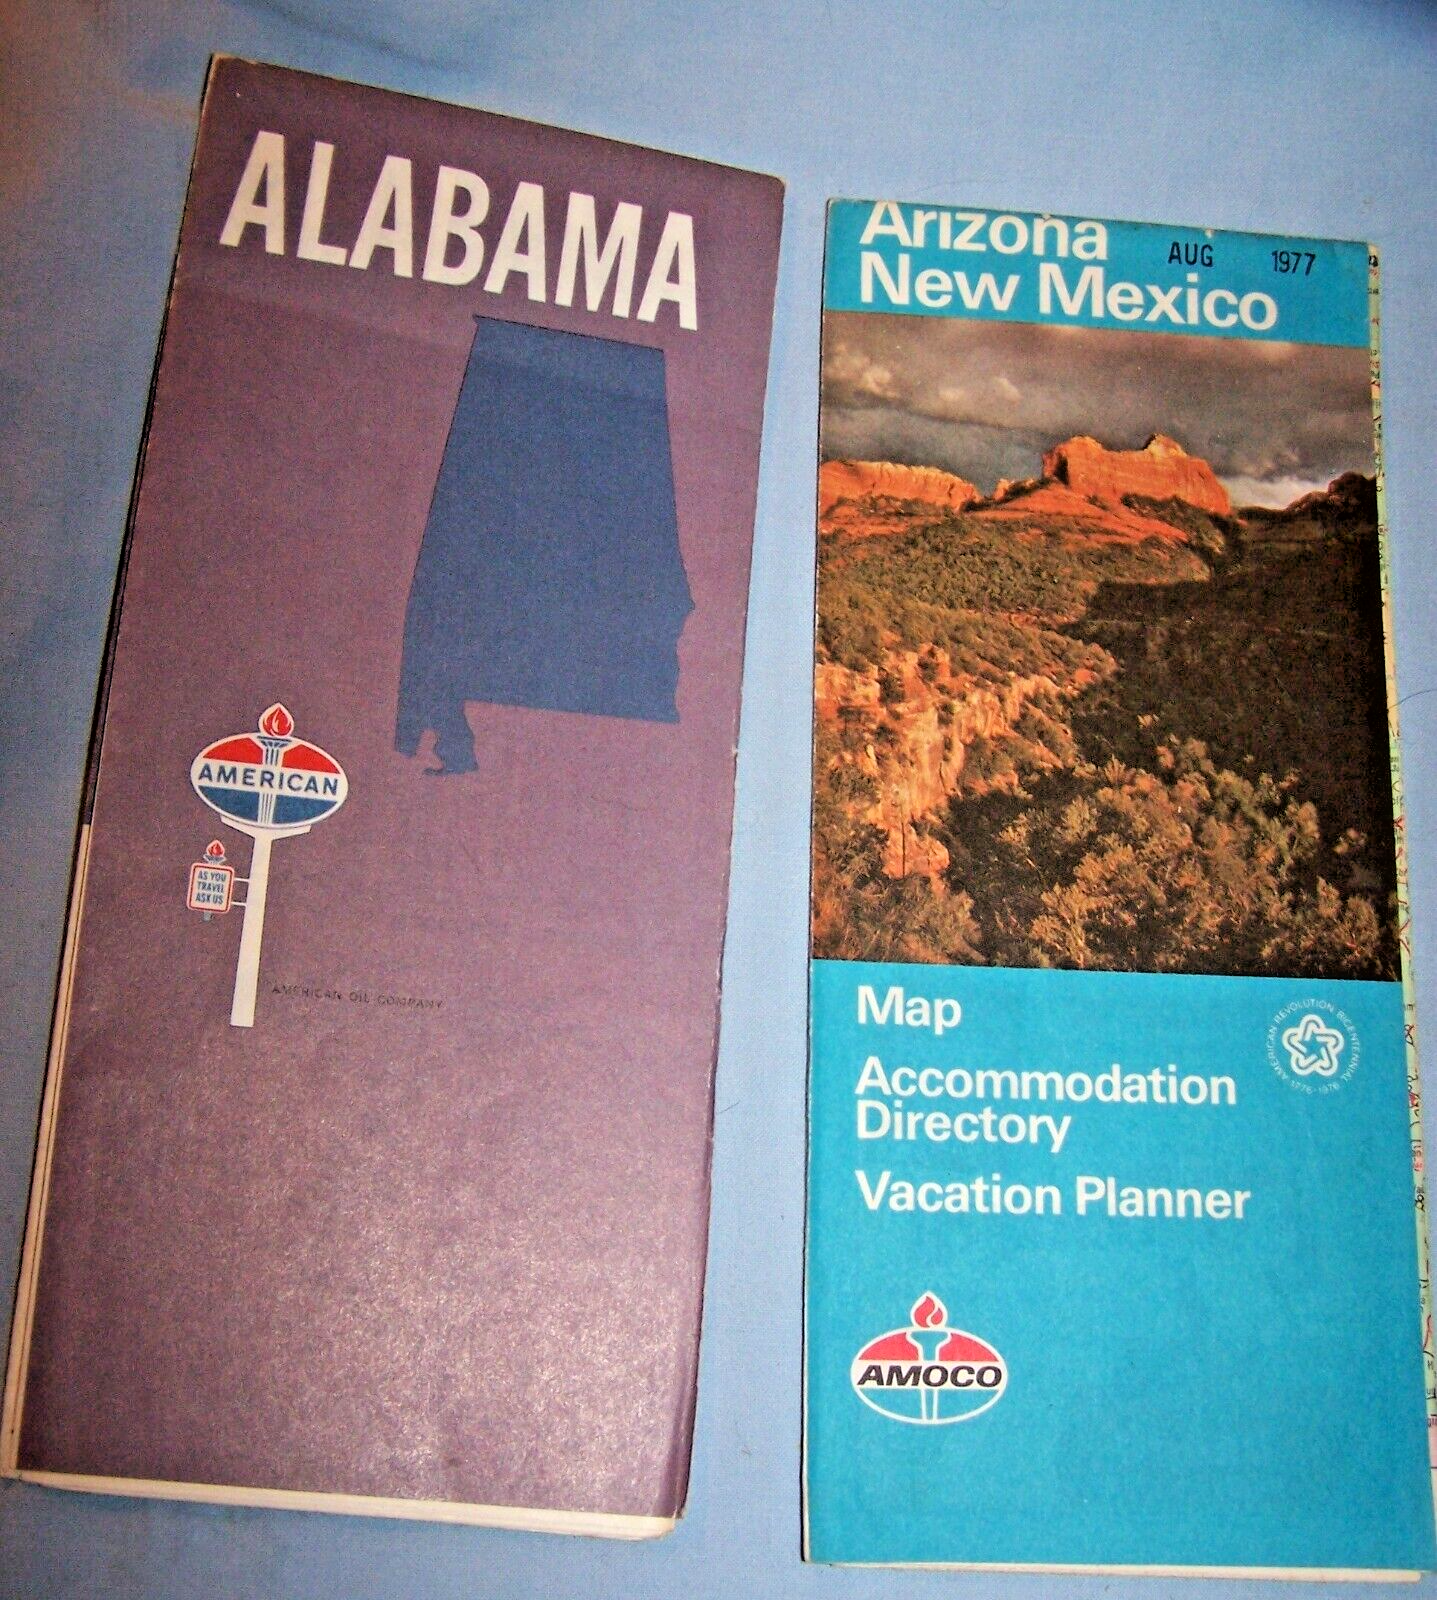 ALABAMA
AMERICAN
AS YOU
TRAVEL
ASK US
AMERICAN OIL COMPANY
Arizona
New Mexico
AUG 1977
Map
Accommodation
Directory
Vacation Planner
AMERICAN REVOLUTION BICENTENNIAL
1776-1976
AMOCO